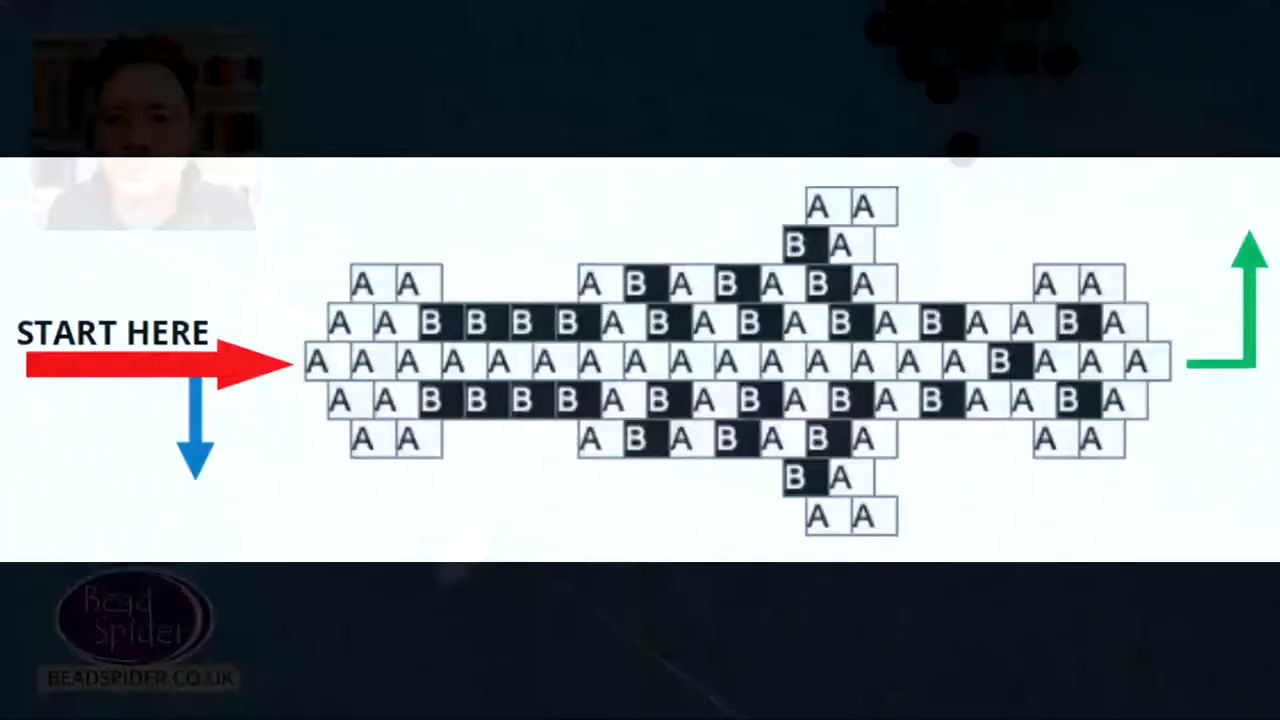 A A
B A
A A A B A B A B A A A
A A B B B B A B A B A B A B A A B A
START HERE
A A A A A A A A A A A A A A A B A A A
A A B B B B A B A B A B A B A A B A
A A A B A B A B A A A
B A
A A
Bead
Spider
BEADSPIDER.CO.UK